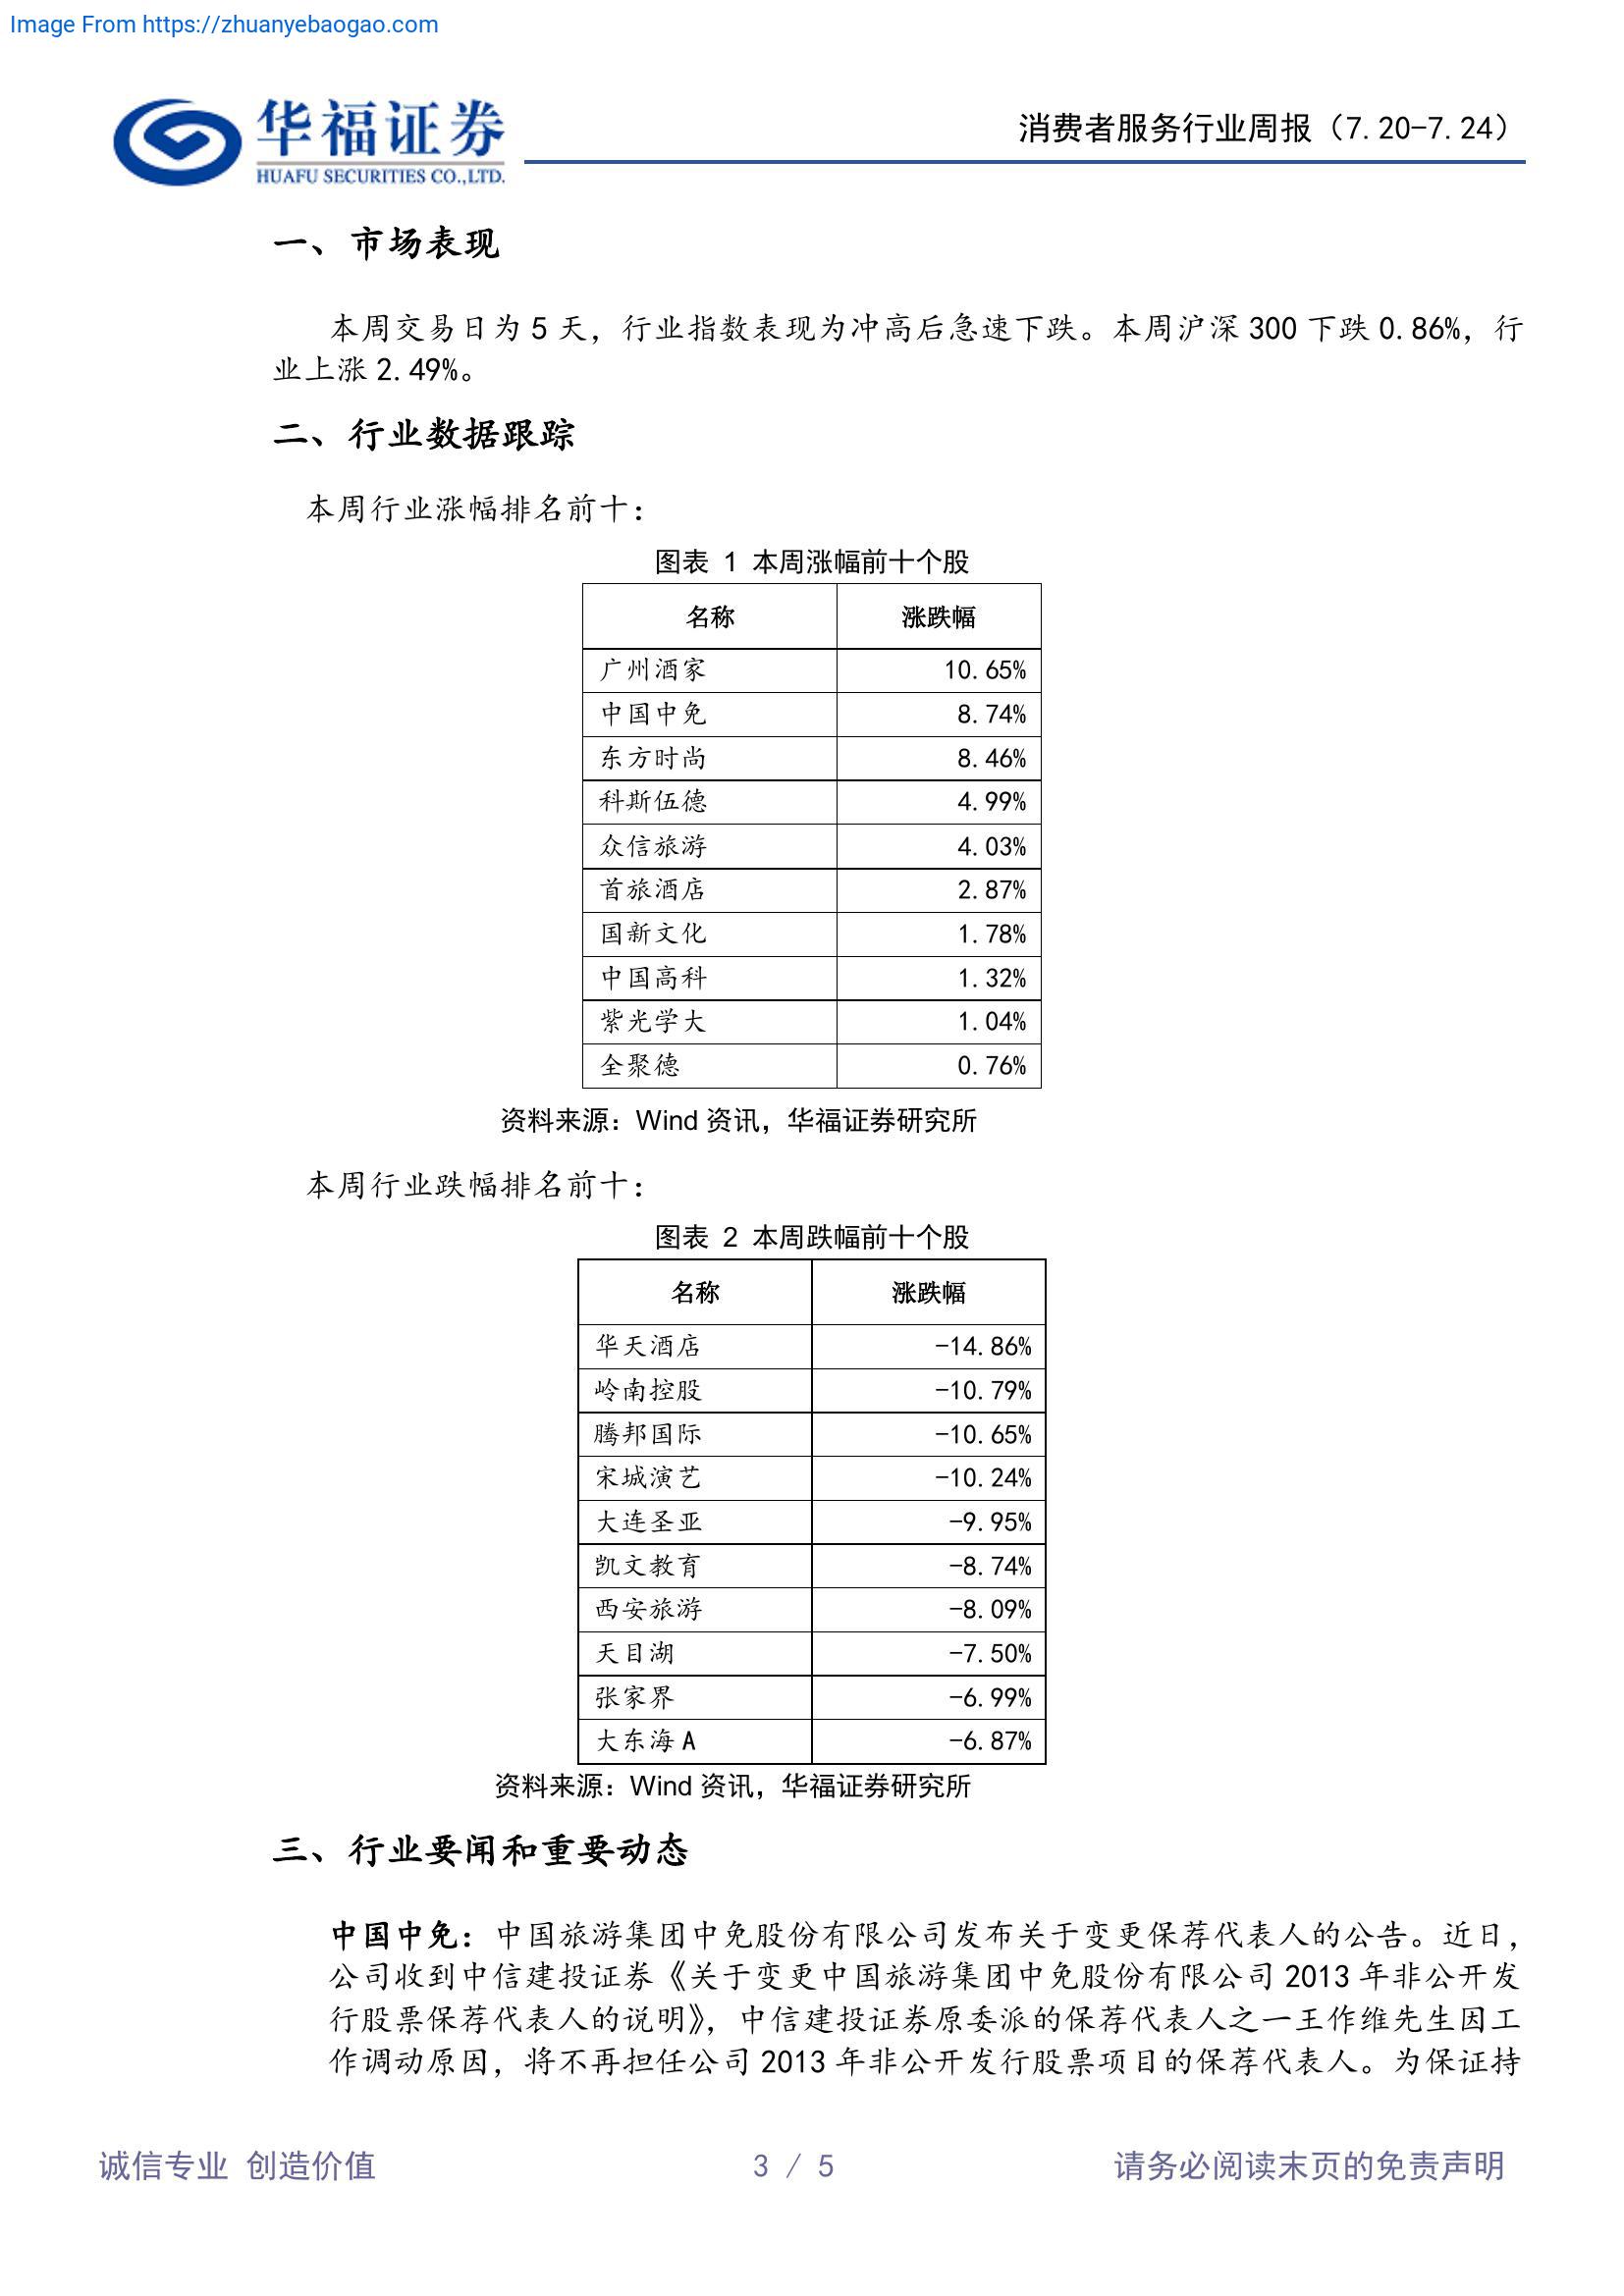 Image From https://zhuanyebaogao.com
华福证券
HUAFU SECURITIES CO.,LTD.
消费者服务行业周报（7.20-7.24）
一、市场表现
本周交易日为 5 天，行业指数表现为冲高后急速下跌。本周沪深 300 下跌 0.86%，行
业上涨 2.49%。
二、行业数据跟踪
本周行业涨幅排名前十：
图表 1 本周涨幅前十个股
名称 涨跌幅
广州酒家 10.65%
中国中免 8.74%
东方时尚 8.46%
科斯伍德 4.99%
众信旅游 4.03%
首旅酒店 2.87%
国新文化 1.78%
中国高科 1.32%
紫光学大 1.04%
全聚德 0.76%
资料来源：Wind 资讯，华福证券研究所
本周行业跌幅排名前十：
图表 2 本周跌幅前十个股
名称 涨跌幅
华天酒店 -14.86%
岭南控股 -10.79%
腾邦国际 -10.65%
宋城演艺 -10.24%
大连圣亚 -9.95%
凯文教育 -8.74%
西安旅游 -8.09%
天目湖 -7.50%
张家界 -6.99%
大东海 A -6.87%
资料来源：Wind 资讯，华福证券研究所
三、行业要闻和重要动态
中国中免：中国旅游集团中免股份有限公司发布关于变更保荐代表人的公告。近日，
公司收到中信建投证券《关于变更中国旅游集团中免股份有限公司 2013 年非公开发
行股票保荐代表人的说明》，中信建投证券原委派的保荐代表人之一王作维先生因工
作调动原因，将不再担任公司 2013 年非公开发行股票项目的保荐代表人。为保证持
诚信专业 创造价值
3 / 5
请务必阅读末页的免责声明